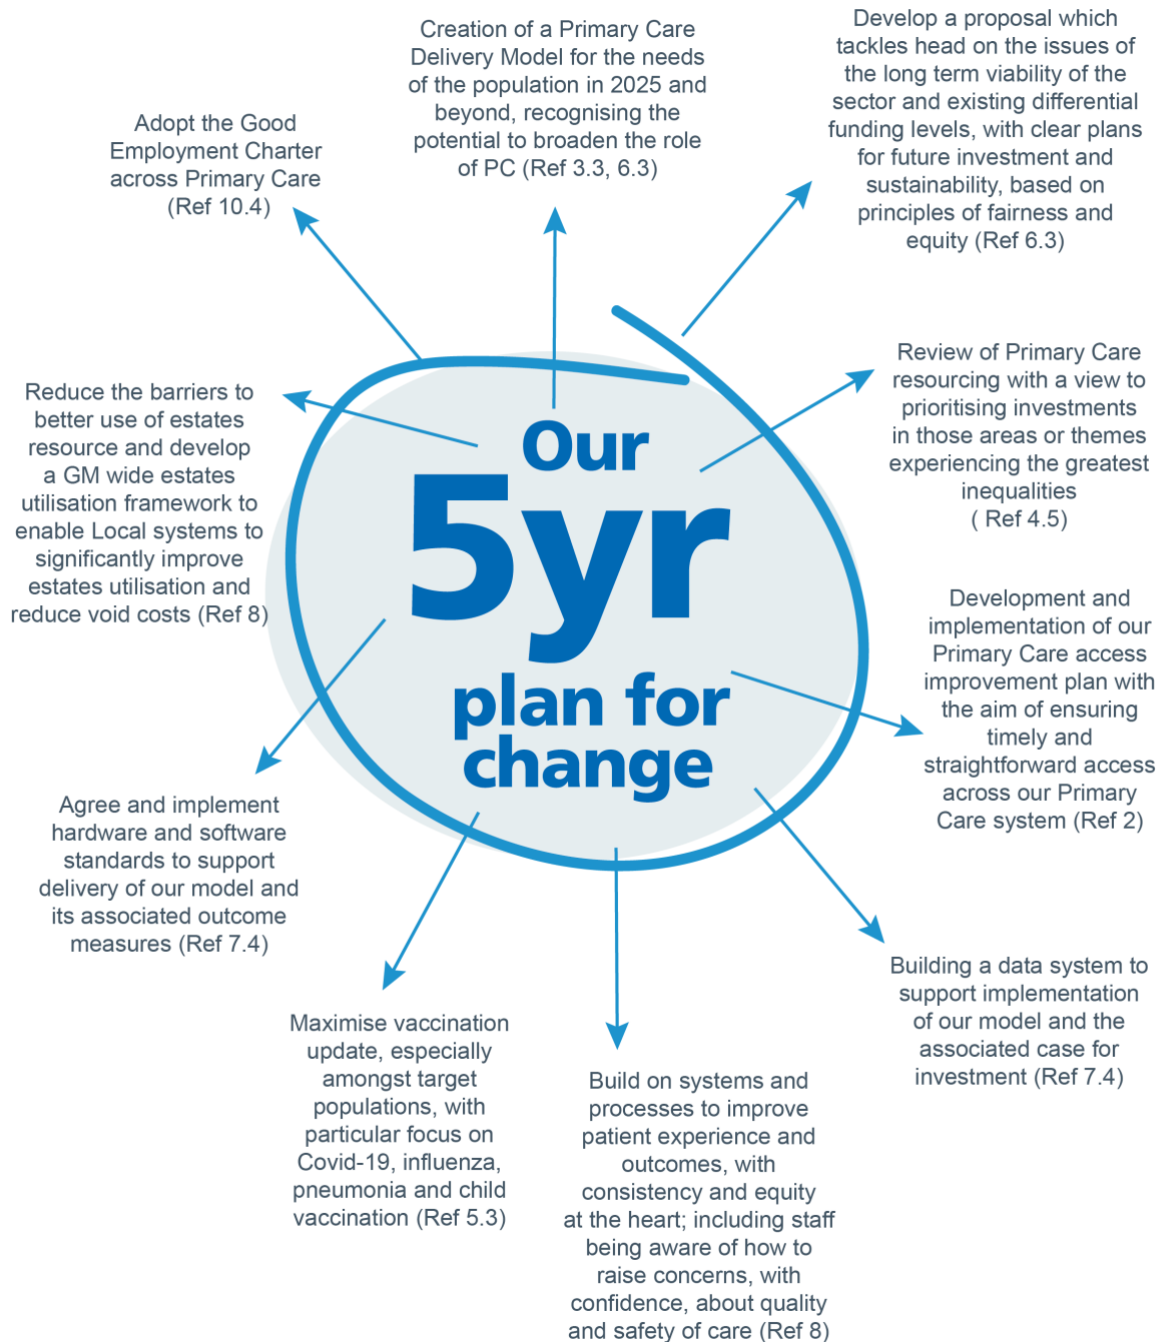 Creation of a Primary Care
Delivery Model for the needs
of the population in 2025 and
beyond, recognising the
potential to broaden the role
of PC (Ref 3.3, 6.3)
Develop a proposal which
tackles head on the issues of
the long term viability of the
sector and existing differential
funding levels, with clear plans
for future investment and
sustainability, based on
principles of fairness and
equity (Ref 6.3)
Adopt the Good
Employment Charter
across Primary Care
(Ref 10.4)
Review of Primary Care
resourcing with a view to
prioritising investments
in those areas or themes
experiencing the greatest
inequalities
( Ref 4.5)
Reduce the barriers to
better use of estates
resource and develop
a GM wide estates
utilisation framework to
enable Local systems to
significantly improve
estates utilisation and
reduce void costs (Ref 8)
Our
5yr
plan for
change
Development and
implementation of our
Primary Care access
improvement plan with
the aim of ensuring
timely and
straightforward access
across our Primary
Care system (Ref 2)
Agree and implement
hardware and software
standards to support
delivery of our model and
its associated outcome
measures (Ref 7.4)
Building a data system to
support implementation
of our model and the
associated case for
investment (Ref 7.4)
Maximise vaccination
update, especially
amongst target
populations, with
particular focus on
Covid-19, influenza,
pneumonia and child
vaccination (Ref 5.3)
Build on systems and
processes to improve
patient experience and
outcomes, with
consistency and equity
at the heart; including staff
being aware of how to
raise concerns, with
confidence, about quality
and safety of care (Ref 8)